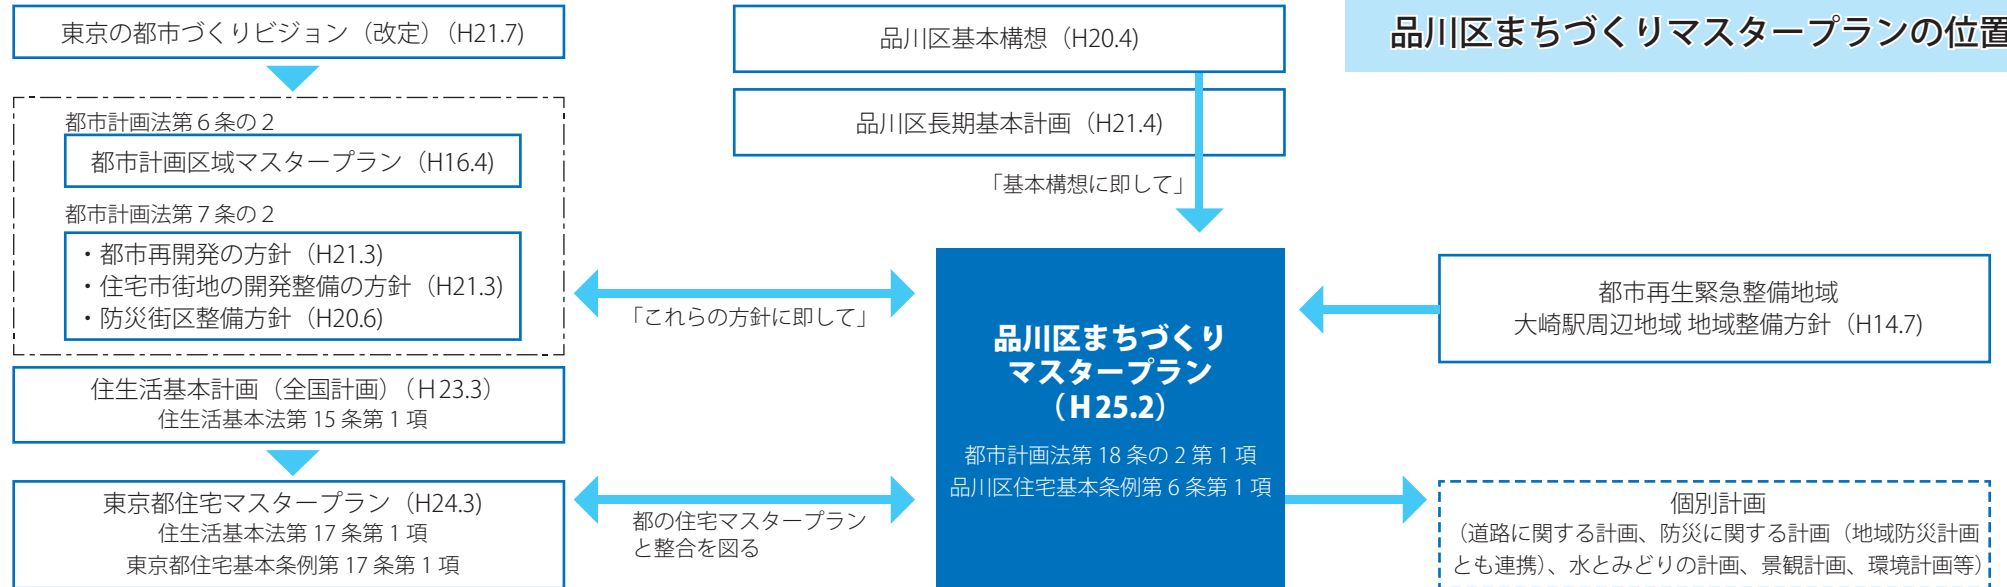 東京の都市づくりビジョン（改定）（H21.7)
都市計画法第６条の２
都市計画区域マスタープラン（H16.4)
都市計画法第７条の２
・都市再開発の方針（H21.3)
・住宅市街地の開発整備の方針（H21.3)
・防災街区整備方針（H20.6)
住生活基本計画（全国計画）（Ｈ23.3）
住生活基本法第 15 条第１項
東京都住宅マスタープラン（H24.3)
住生活基本法第 17 条第１項
東京都住宅基本条例第 17 条第１項
品川区基本構想（H20.4)
品川区長期基本計画（H21.4)
「基本構想に即して」
「これらの方針に即して」
都の住宅マスタープラン
と整合を図る
品川区まちづくり
マスタープラン
（Ｈ25.2）
都市計画法第 18 条の２第１項
品川区住宅基本条例第６条第１項
品川区まちづくりマスタープランの位置
都市再生緊急整備地域
大崎駅周辺地域 地域整備方針（H14.7)
個別計画
（道路に関する計画、防災に関する計画（地域防災計画
とも連携）、水とみどりの計画、景観計画、環境計画等）